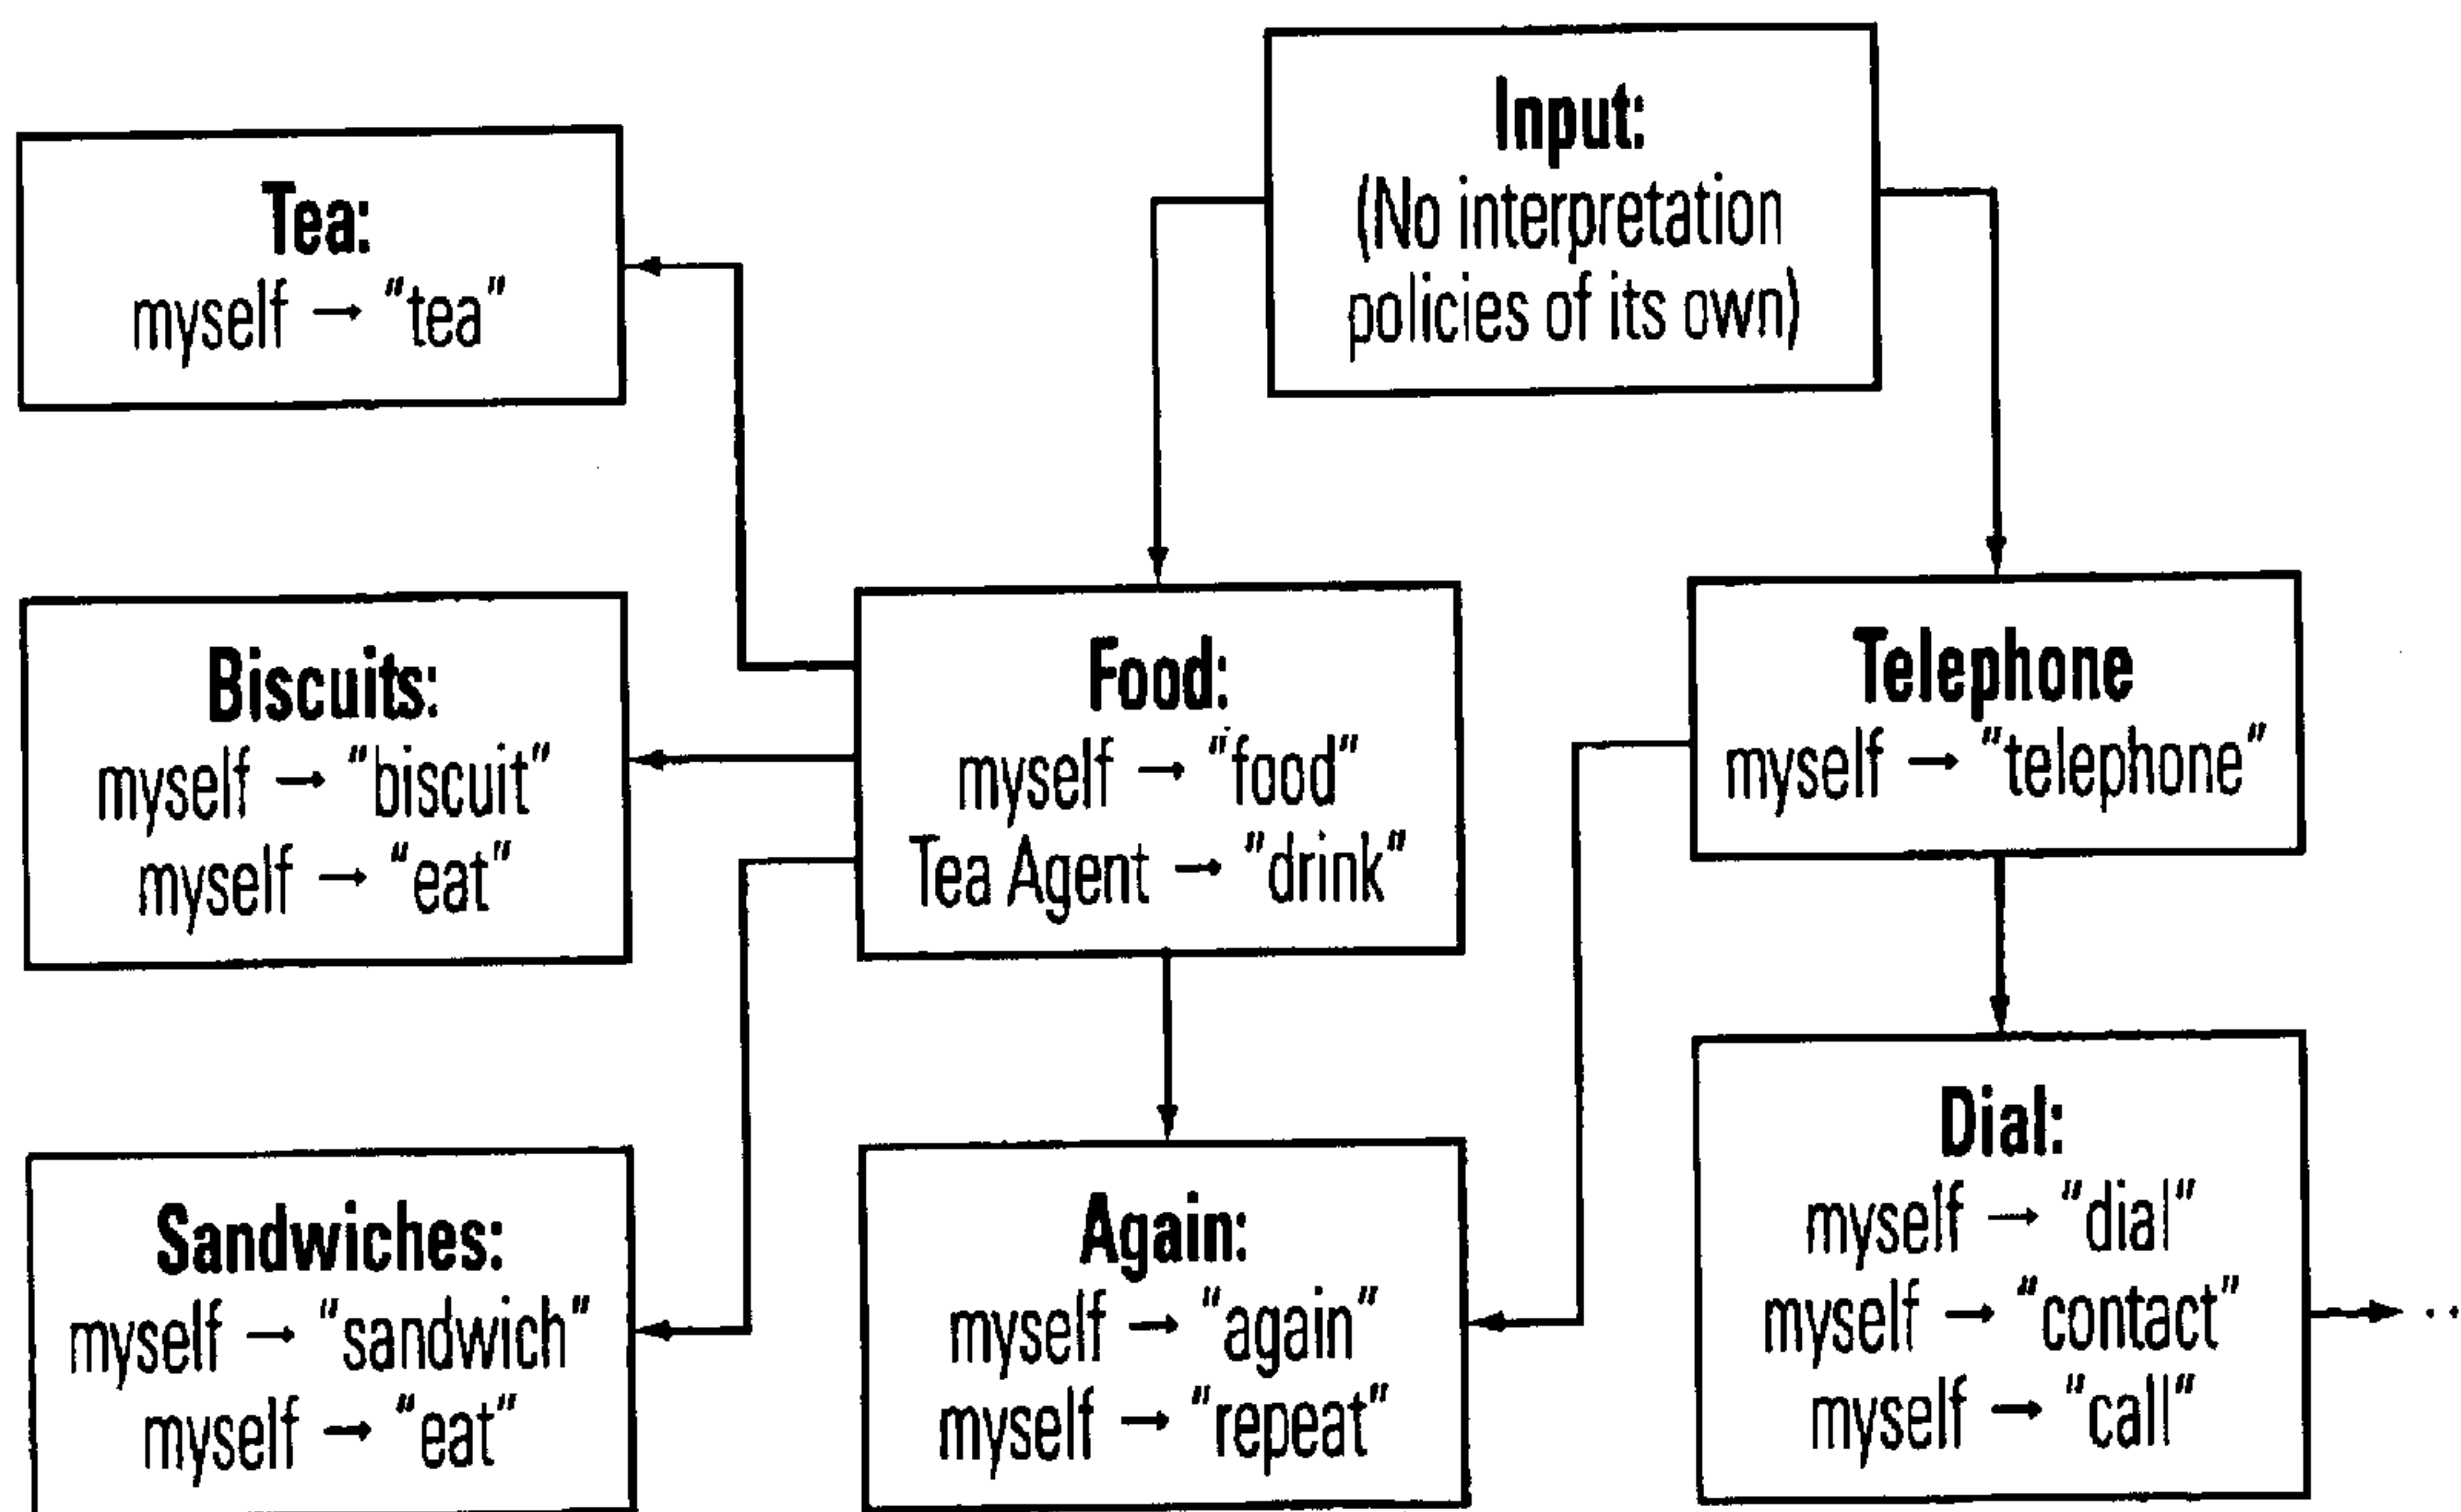 Input:
(No interpretation
policies of its own)
Tea:
myself → "tea"
Biscuits:
myself → "biscuit"
myself → "eat"
Food:
myself → "food"
Tea Agent → "drink"
Telephone
myself → "telephone"
Sandwiches:
myself → "sandwich"
myself → "eat"
Again:
myself → "again"
myself → "repeat"
Dial:
myself → "dial"
myself → "contact"
myself → "call"